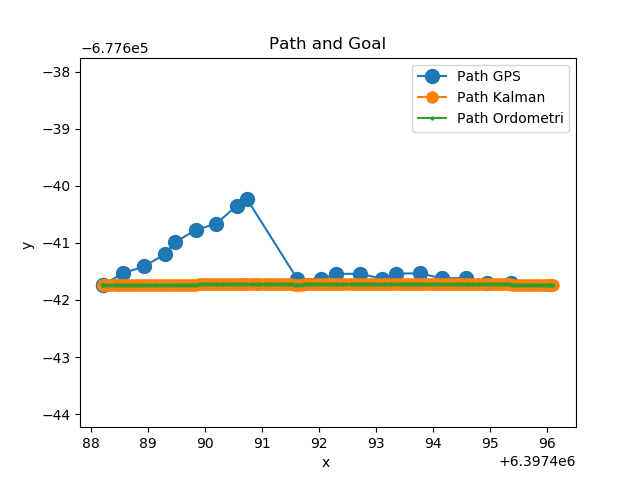 Path and Goal
−6.776e5
Path GPS
Path Kalman
Path Ordometri
−38
−39
−40
−41
−42
−43
−44
y
88 89 90 91 92 93 94 95 96
x
+6.3974e6